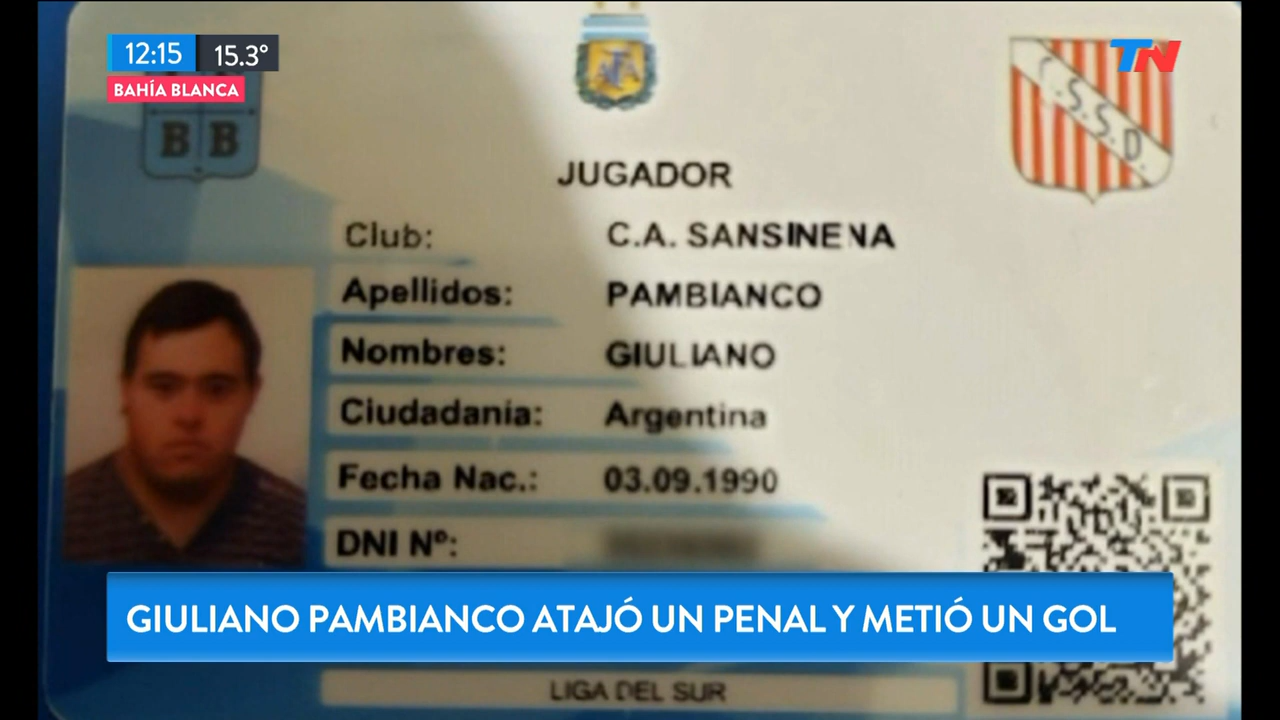 12:15 15.3°
TN
BAHÍA BLANCA
BB
AFA
C.S.S.D.
JUGADOR
Club: C.A. SANSINENA
Apellidos: PAMBIANCO
Nombres: GIULIANO
Ciudadanía: Argentina
Fecha Nac.: 03.09.1990
DNI Nº:
GIULIANO PAMBIANCO ATAJÓ UN PENAL Y METIÓ UN GOL
LIGA DEL SUR